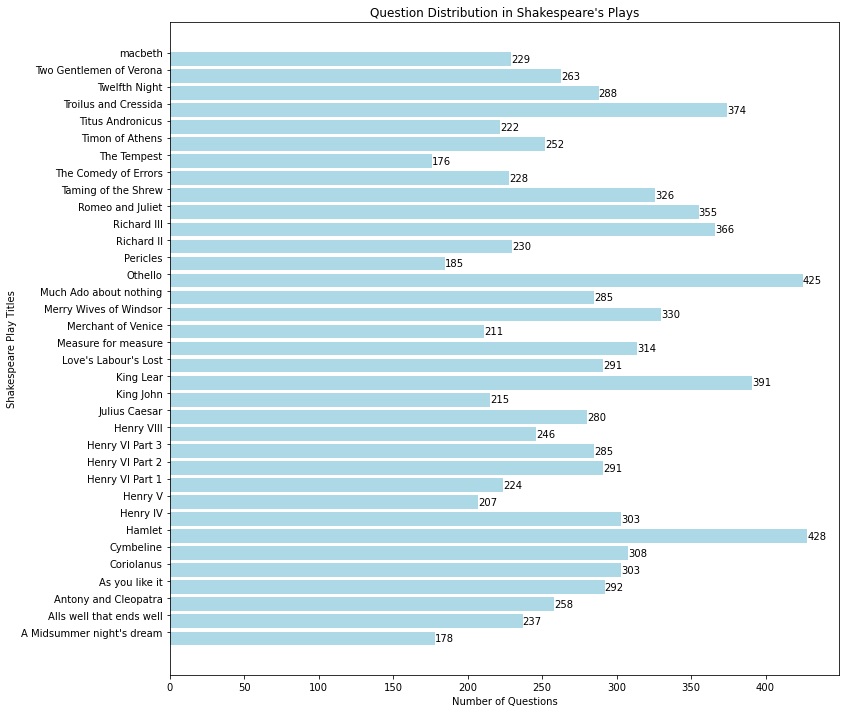 Question Distribution in Shakespeare's Plays
Shakespeare Play Titles
macbeth 229
Two Gentlemen of Verona 263
Twelfth Night 288
Troilus and Cressida 374
Titus Andronicus 222
Timon of Athens 252
The Tempest 176
The Comedy of Errors 228
Taming of the Shrew 326
Romeo and Juliet 355
Richard III 366
Richard II 230
Pericles 185
Othello 425
Much Ado about nothing 285
Merry Wives of Windsor 330
Merchant of Venice 211
Measure for measure 314
Love's Labour's Lost 291
King Lear 391
King John 215
Julius Caesar 280
Henry VIII 246
Henry VI Part 3 285
Henry VI Part 2 291
Henry VI Part 1 224
Henry V 207
Henry IV 303
Hamlet 428
Cymbeline 308
Coriolanus 303
As you like it 292
Antony and Cleopatra 258
Alls well that ends well 237
A Midsummer night's dream 178
0 50 100 150 200 250 300 350 400
Number of Questions